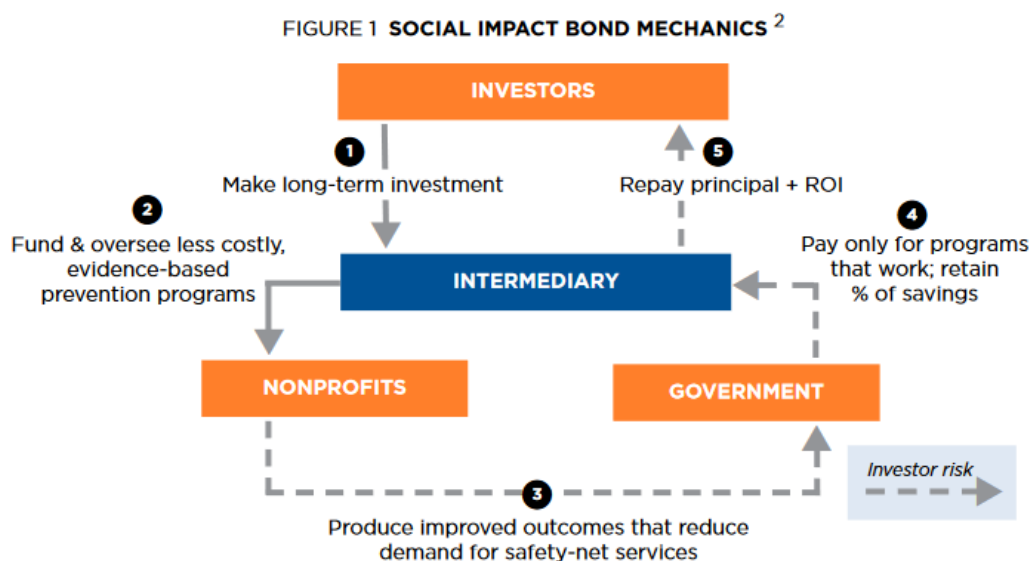 FIGURE 1 SOCIAL IMPACT BOND MECHANICS 2
INVESTORS
1
Make long-term investment
5
Repay principal + ROI
2
Fund & oversee less costly,
evidence-based
prevention programs
4
Pay only for programs
that work; retain
% of savings
INTERMEDIARY
NONPROFITS
GOVERNMENT
Investor risk
3
Produce improved outcomes that reduce
demand for safety-net services